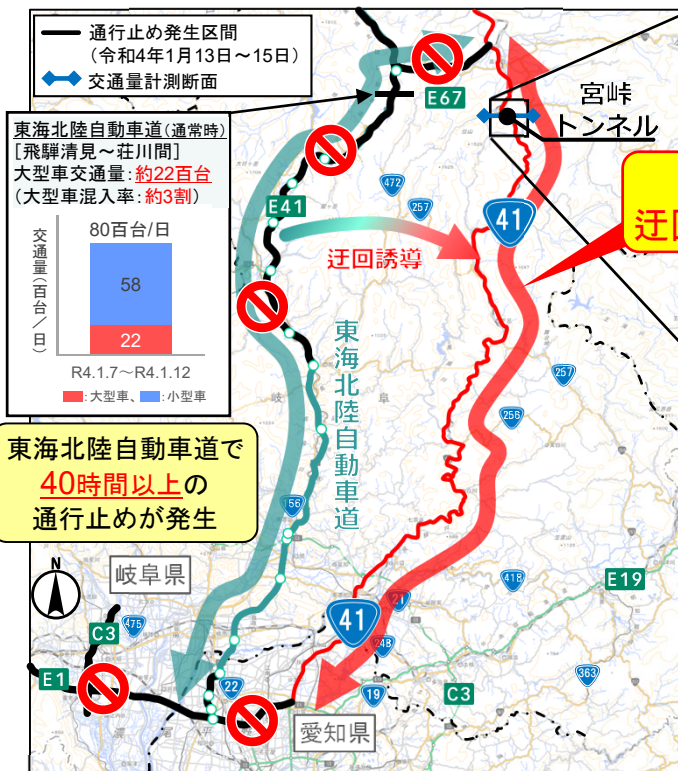 通行止め発生区間
(令和4年1月13日～15日)
交通量計測断面
東海北陸自動車道(通常時)
[飛騨清見～荘川間]
大型車交通量：約22百台
(大型車混入率：約3割)
交通量(百台/日)
80百台/日
58
22
R4.1.7～R4.1.12
:大型車、 :小型車
東海北陸自動車道で
40時間以上の
通行止めが発生
E67
宮峠
トンネル
472
257
E41
41
迂回
迂回誘導
東海北陸自動車道
岐
阜
257
256
156
N
岐阜県
475
C3
E1
22
41
21
248
19
418
E19
C3
363
愛知県